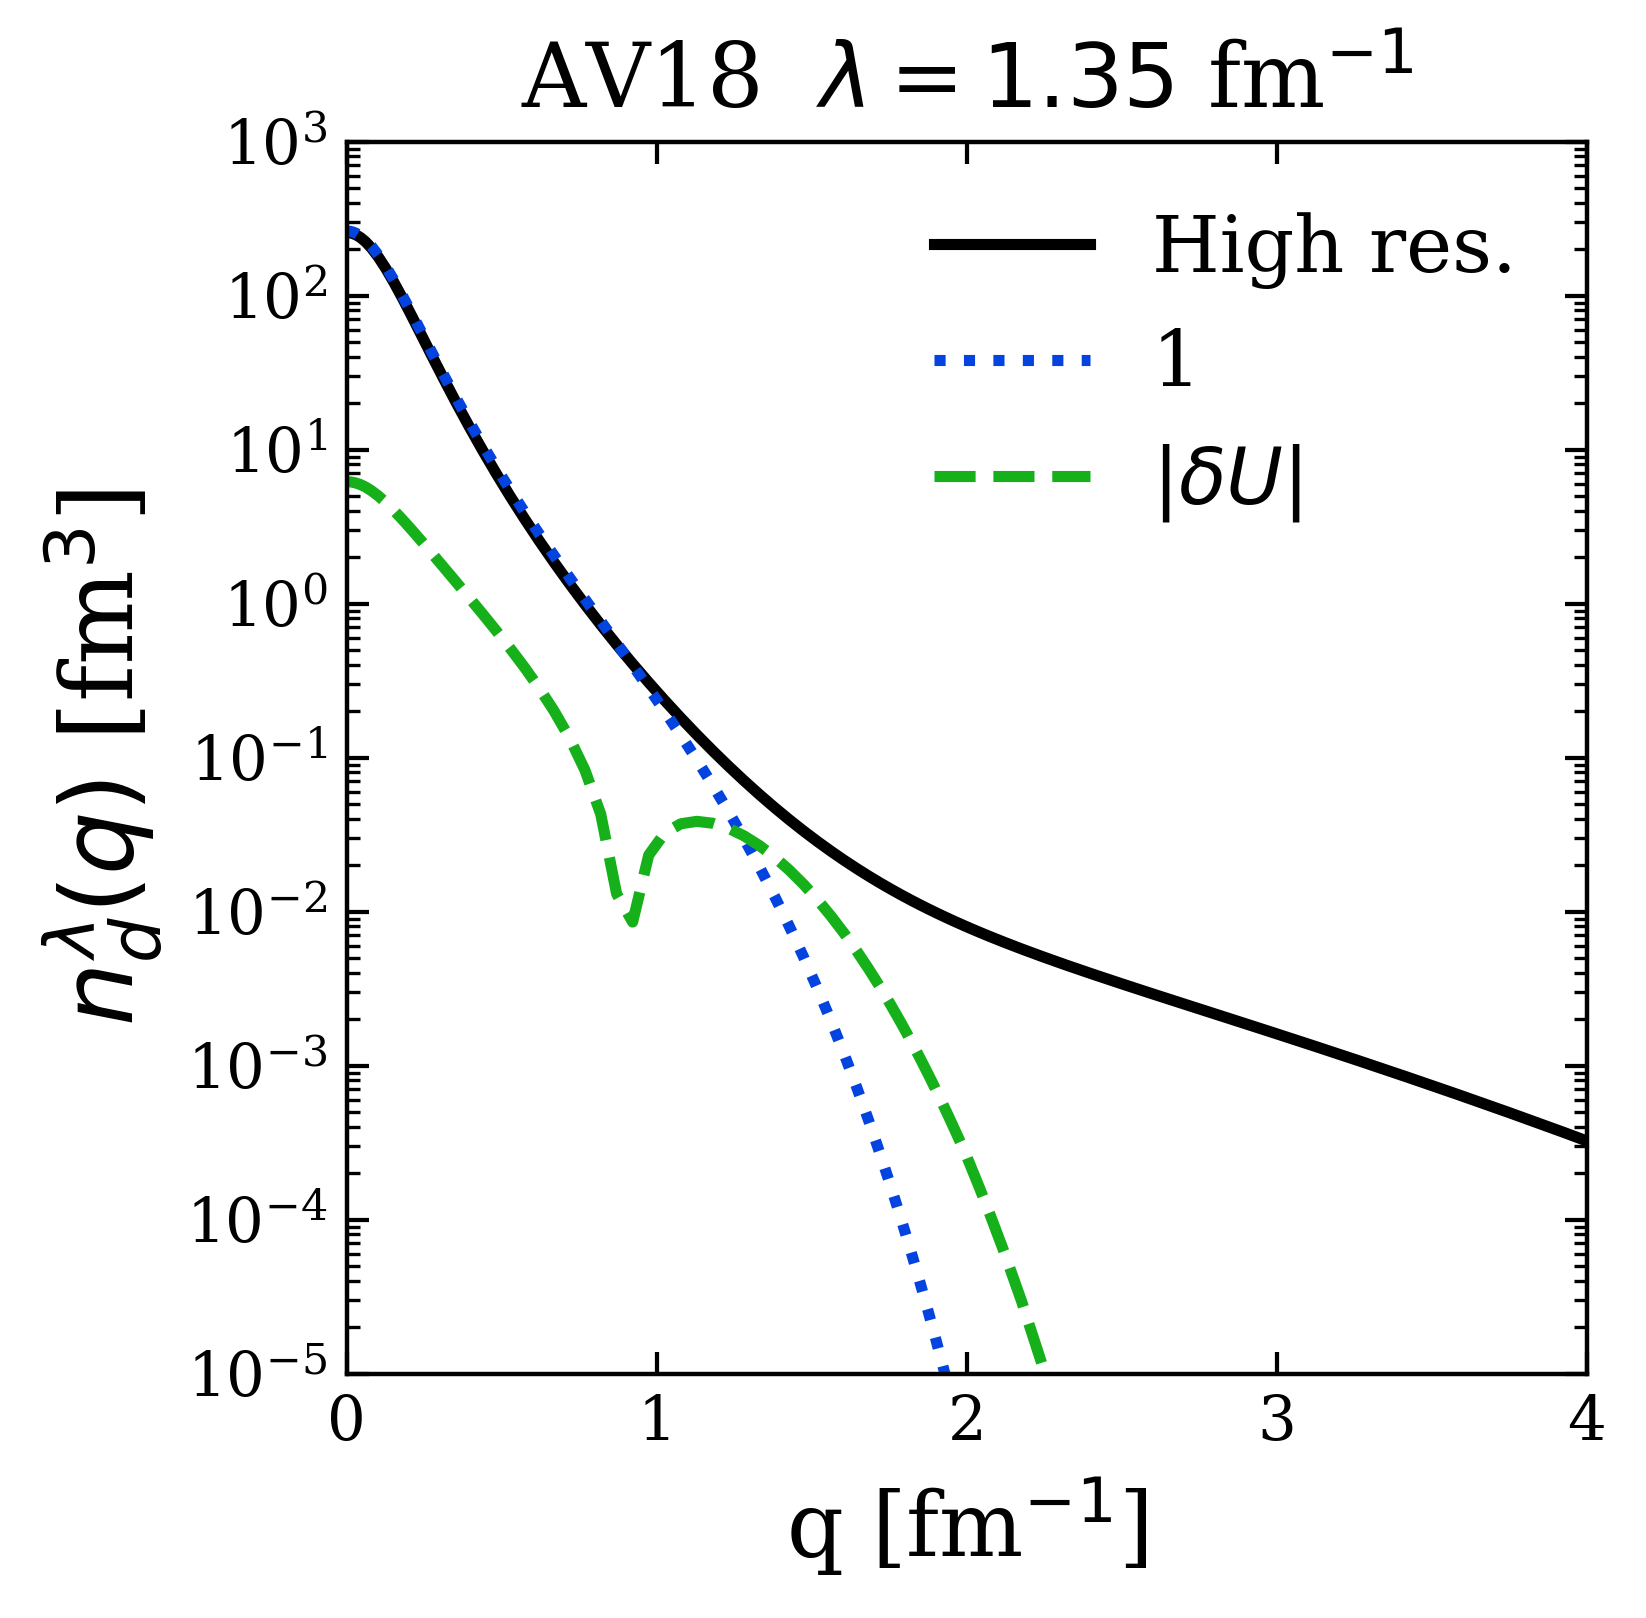 AV18 λ = 1.35 fm⁻¹
n_d^λ(q) [fm³]
10³
10²
10¹
10⁰
10⁻¹
10⁻²
10⁻³
10⁻⁴
10⁻⁵
High res.
1
|δU|
0 1 2 3 4
q [fm⁻¹]